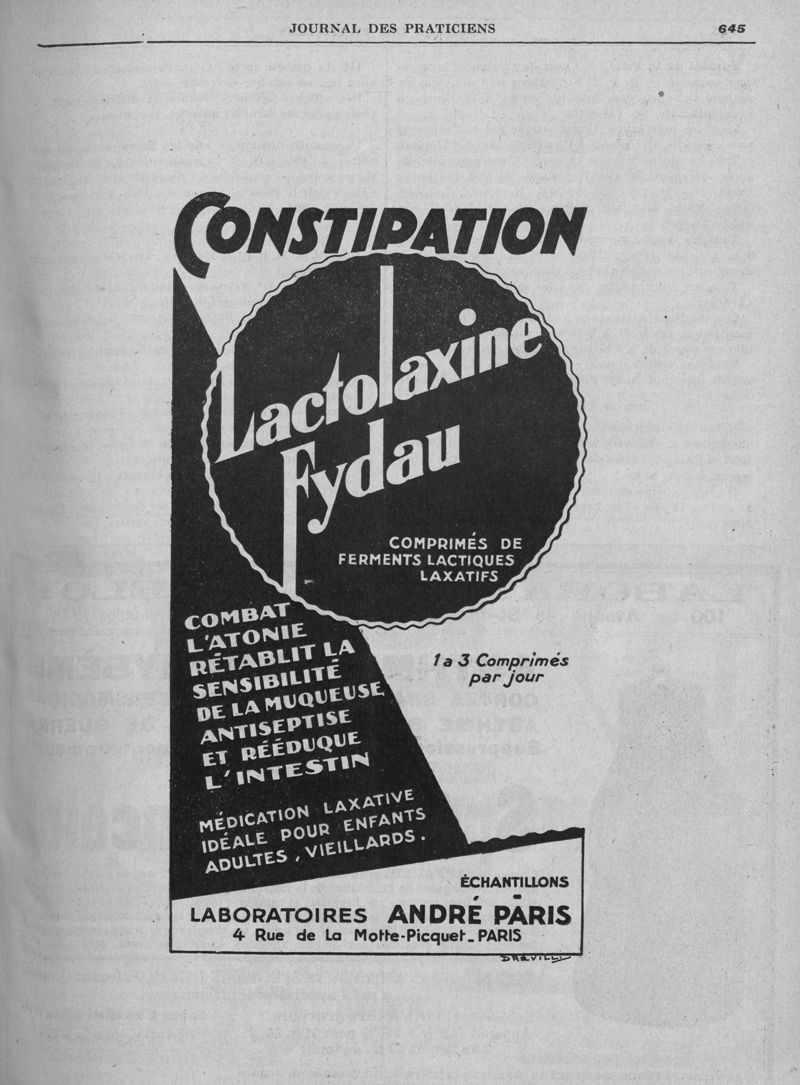 JOURNAL DES PRATICIENS 645
CONSTIPATION
Lactolaxine
Fydau
COMPRIMÉS DE
FERMENTS LACTIQUES
LAXATIFS
COMBAT
L'ATONIE
RÉTABLIT LA
SENSIBILITÉ
DE LA MUQUEUSE
ANTISEPTISE
ET RÉÉDUQUE
L'INTESTIN
1 a 3 Comprimés
par jour
MÉDICATION LAXATIVE
IDÉALE POUR ENFANTS
ADULTES, VIEILLARDS.
ÉCHANTILLONS
LABORATOIRES ANDRÉ PÂRIS
4 Rue de La Motte-Picquet_PARIS